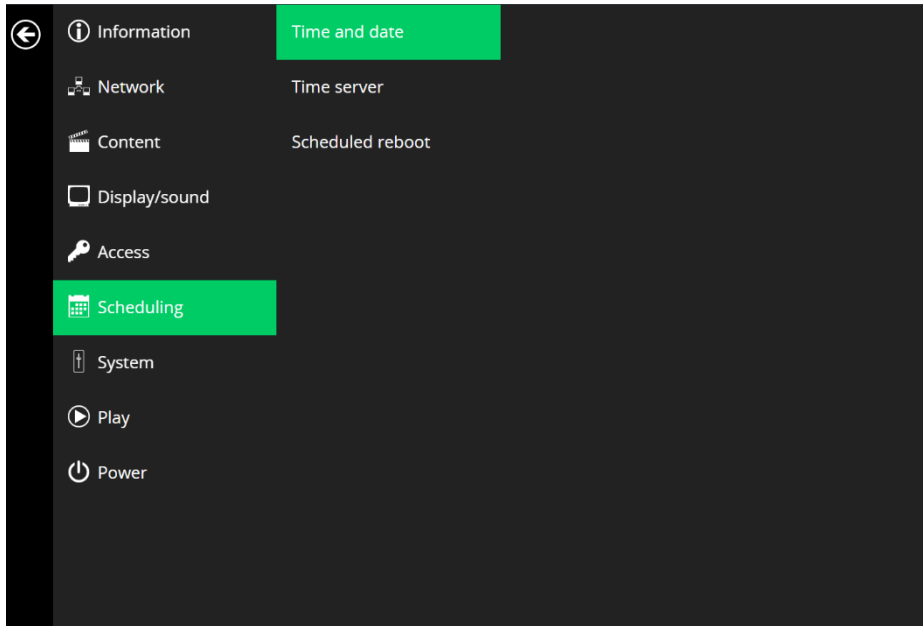 Information
Network
Content
Display/sound
Access
Scheduling
System
Play
Power
Time and date
Time server
Scheduled reboot